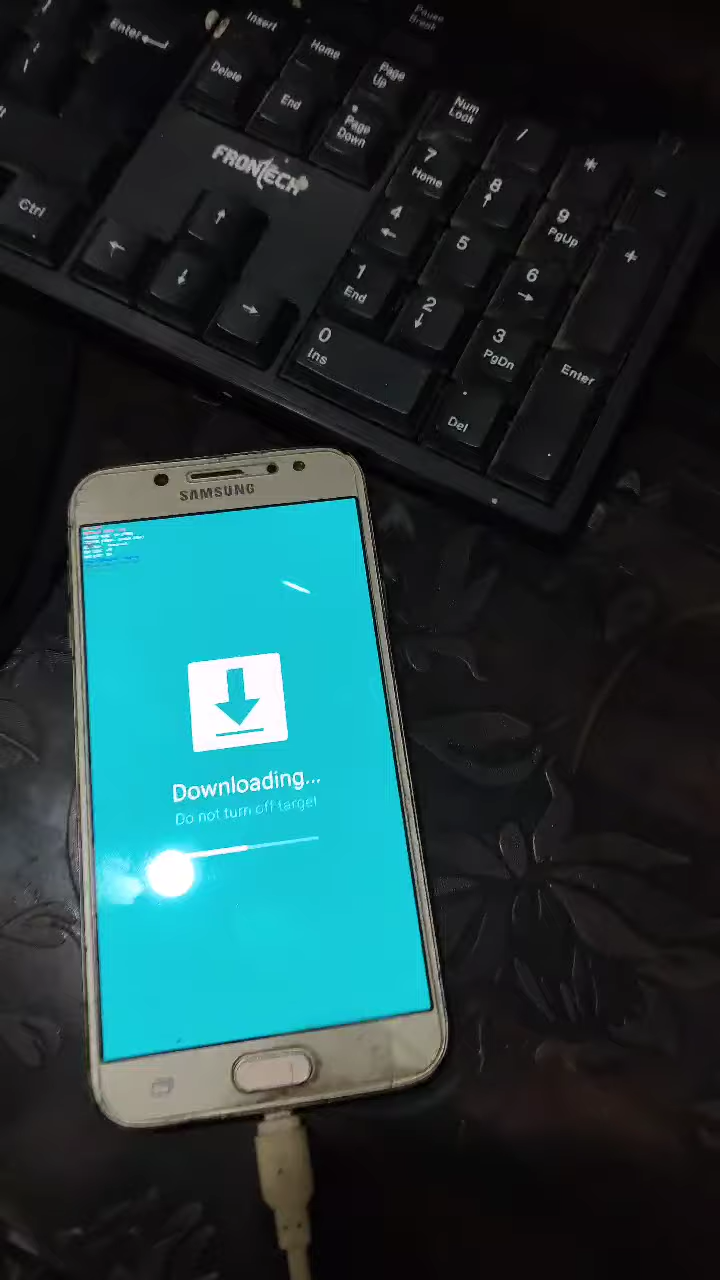 Pause
Break
Insert
Home
Page
Up
Enter
Delete
End
Page
Down
Num
Lock
/
*
-
FRONTECH
7
Home
8
9
PgUp
+
Ctrl
4
5
6
1
End
2
3
PgDn
0
Ins
.
Del
Enter
SAMSUNG
Downloading...
Do not turn off target